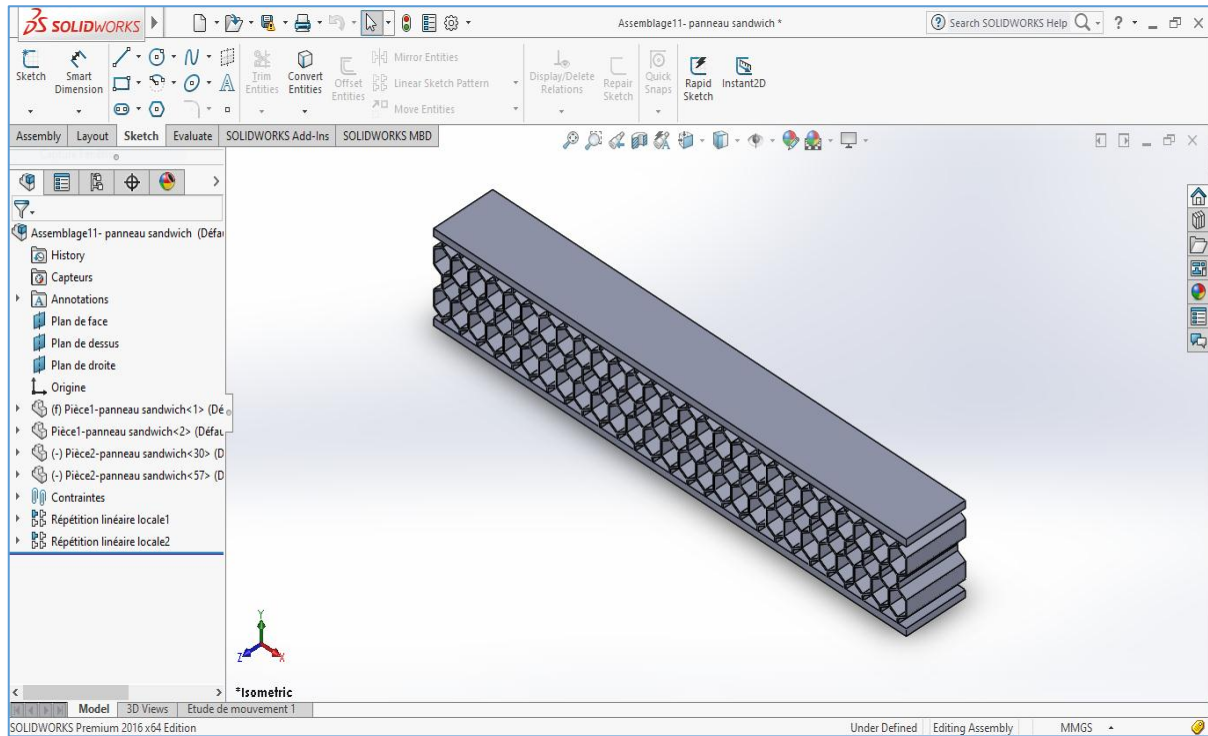 SOLIDWORKS
Assemblage11- panneau sandwich *
Search SOLIDWORKS Help
?
Sketch
Smart Dimension
Trim Entities
Convert Entities
Offset Entities
Mirror Entities
Linear Sketch Pattern
Move Entities
Display/Delete Relations
Repair Sketch
Quick Snaps
Rapid Sketch
Instant2D
Assembly Layout Sketch Evaluate SOLIDWORKS Add-Ins SOLIDWORKS MBD
Assemblage11- panneau sandwich (Défa
History
Capteurs
Annotations
Plan de face
Plan de dessus
Plan de droite
Origine
(f) Pièce1-panneau sandwich<1> (Dé
Pièce1-panneau sandwich<2> (Défau
(-) Pièce2-panneau sandwich<30> (D
(-) Pièce2-panneau sandwich<57> (D
Contraintes
Répétition linéaire locale1
Répétition linéaire locale2
Y
Z X
*Isometric
Model 3D Views Etude de mouvement 1
SOLIDWORKS Premium 2016 x64 Edition
Under Defined Editing Assembly MMGS